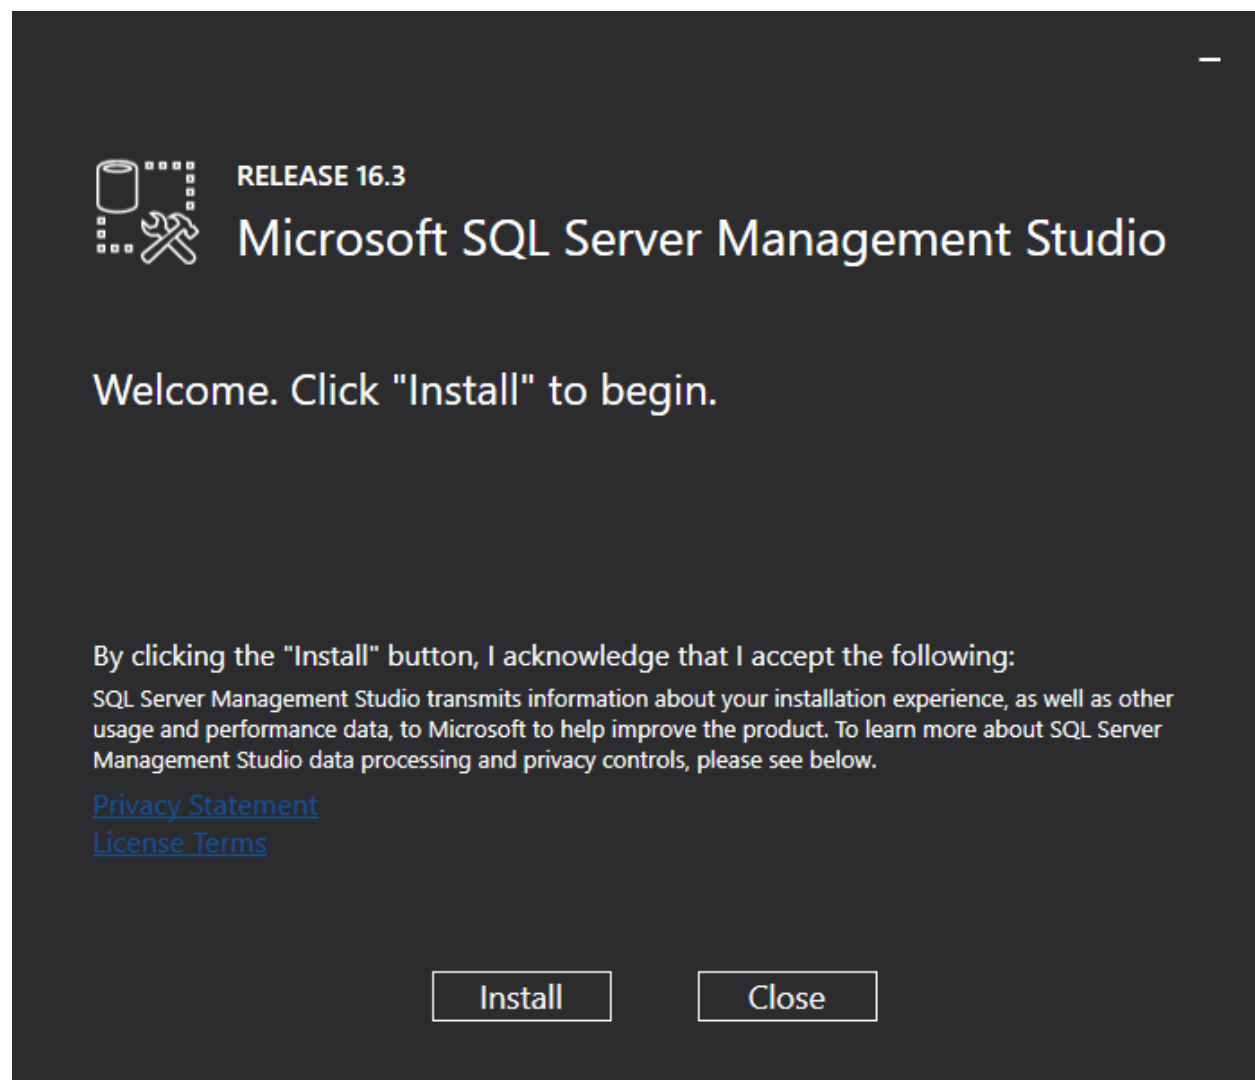 RELEASE 16.3
Microsoft SQL Server Management Studio
Welcome. Click "Install" to begin.
By clicking the "Install" button, I acknowledge that I accept the following:
SQL Server Management Studio transmits information about your installation experience, as well as other
usage and performance data, to Microsoft to help improve the product. To learn more about SQL Server
Management Studio data processing and privacy controls, please see below.
Privacy Statement
License Terms
Install
Close